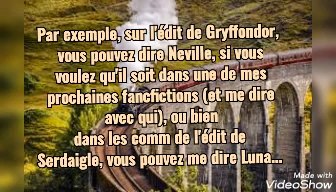 Par exemple, sur l'édit de Gryffondor,
vous pouvez dire Neville, si vous
voulez qu'il soit dans une de mes
prochaines fancfictions (et me dire
avec qui), ou bien
dans les comm de l'édit de
Serdaigle, vous pouvez me dire Luna...
Made with
VideoShow